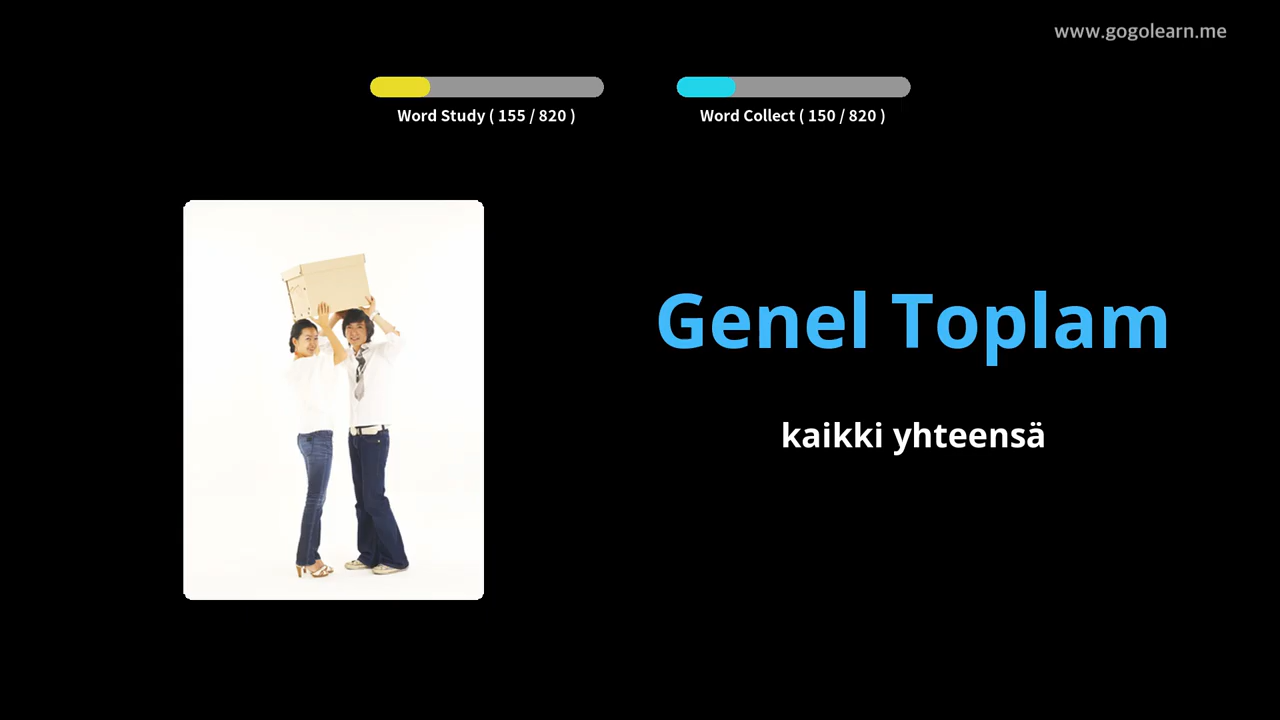 www.gogolearn.me
Word Study ( 155 / 820 )
Word Collect ( 150 / 820 )
Genel Toplam
kaikki yhteensä